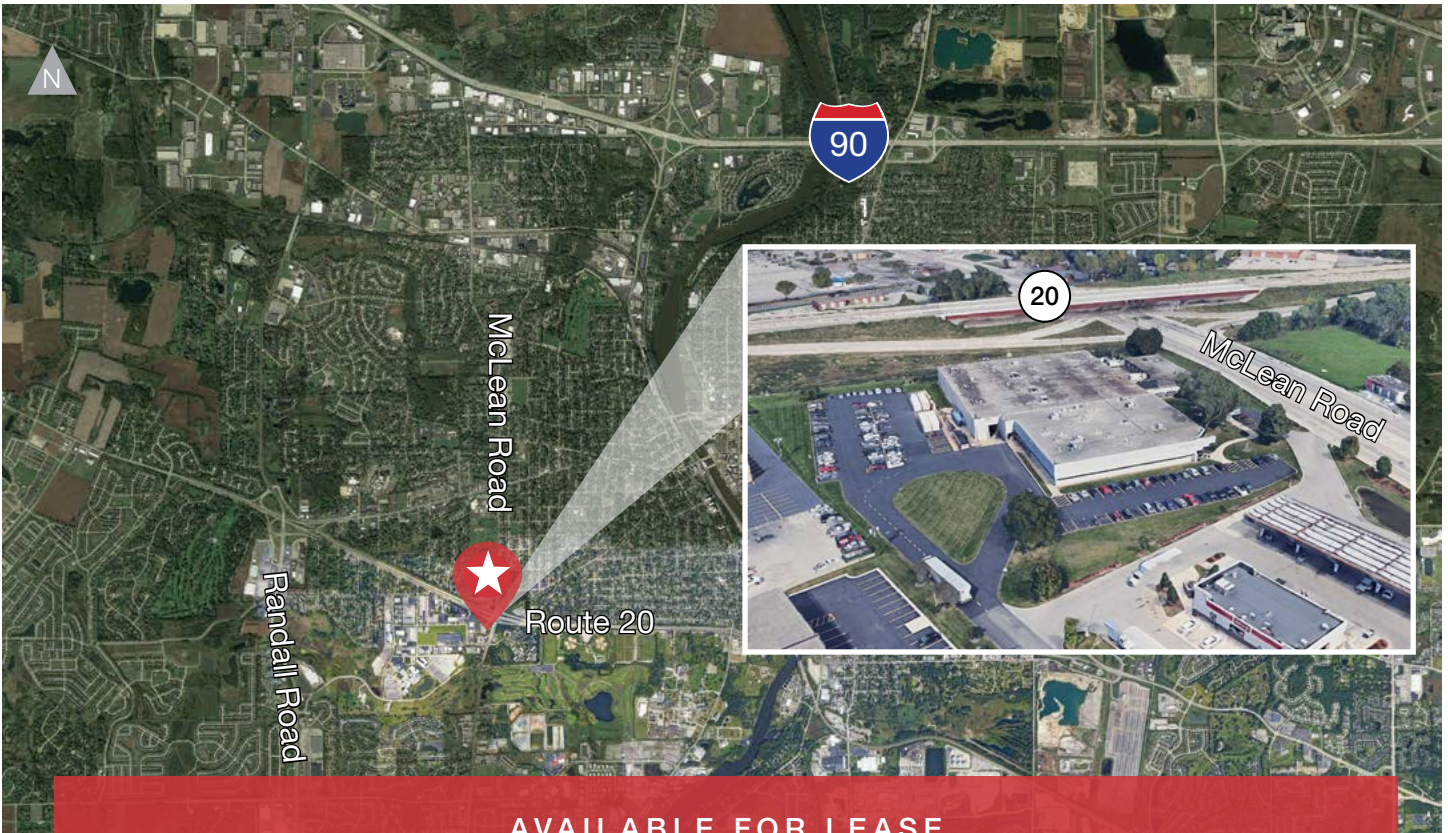 N
90
20
McLean Road
McLean Road
Route 20
Randall Road
AVAILABLE FOR LEASE